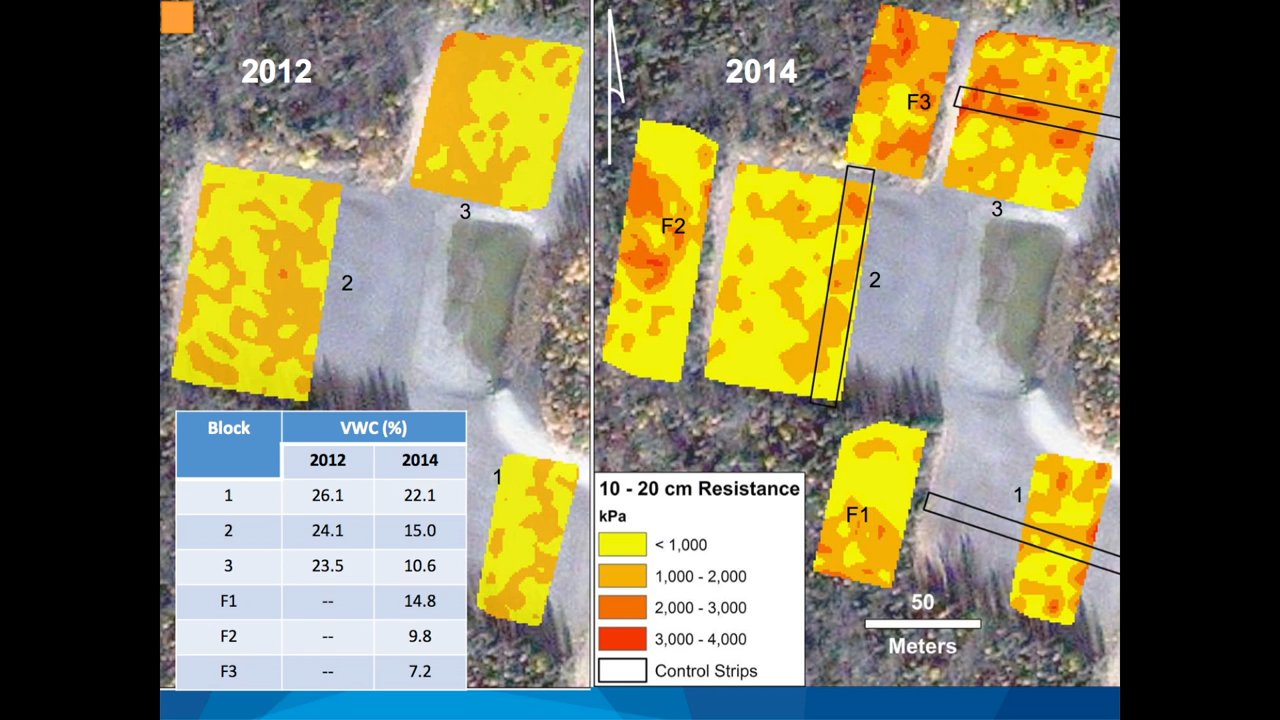 2012
3
2
1
Block VWC (%)
2012 2014
1 26.1 22.1
2 24.1 15.0
3 23.5 10.6
F1 -- 14.8
F2 -- 9.8
F3 -- 7.2
2014
F3
3
F2
2
F1
1
10 - 20 cm Resistance
kPa
< 1,000
1,000 - 2,000
2,000 - 3,000
3,000 - 4,000
Control Strips
50
Meters